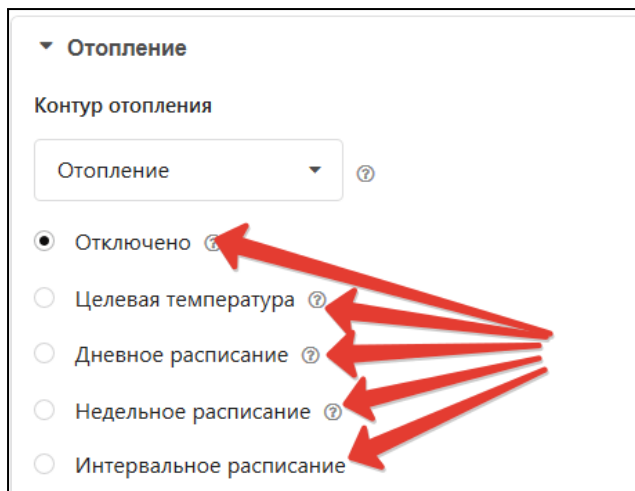 Отопление
Контур отопления
Отопление
Отключено
Целевая температура
Дневное расписание
Недельное расписание
Интервальное расписание